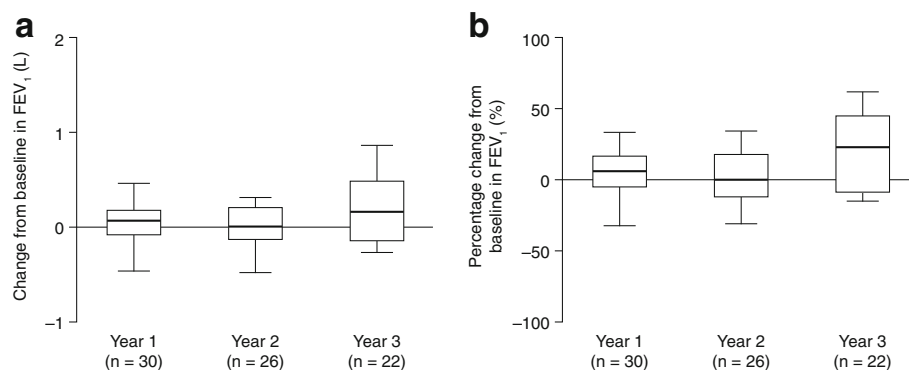 a
Change from baseline in FEV₁ (L)
2
1
0
–1
Year 1
(n = 30)
Year 2
(n = 26)
Year 3
(n = 22)
b
Percentage change from
baseline in FEV₁ (%)
100
50
0
–50
–100
Year 1
(n = 30)
Year 2
(n = 26)
Year 3
(n = 22)